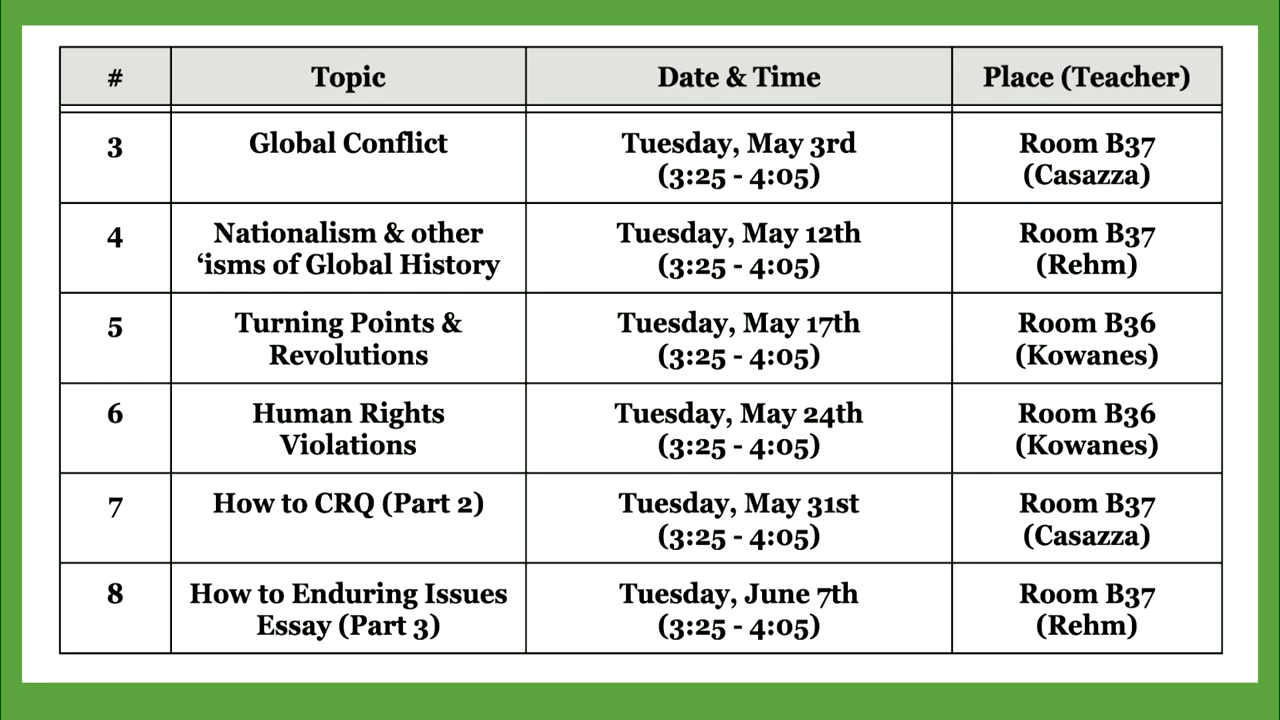 # Topic Date & Time Place (Teacher)
3 Global Conflict Tuesday, May 3rd Room B37
(3:25 - 4:05) (Casazza)
4 Nationalism & other Tuesday, May 12th Room B37
‘isms of Global History (3:25 - 4:05) (Rehm)
5 Turning Points & Tuesday, May 17th Room B36
Revolutions (3:25 - 4:05) (Kowanes)
6 Human Rights Tuesday, May 24th Room B36
Violations (3:25 - 4:05) (Kowanes)
7 How to CRQ (Part 2) Tuesday, May 31st Room B37
(3:25 - 4:05) (Casazza)
8 How to Enduring Issues Tuesday, June 7th Room B37
Essay (Part 3) (3:25 - 4:05) (Rehm)